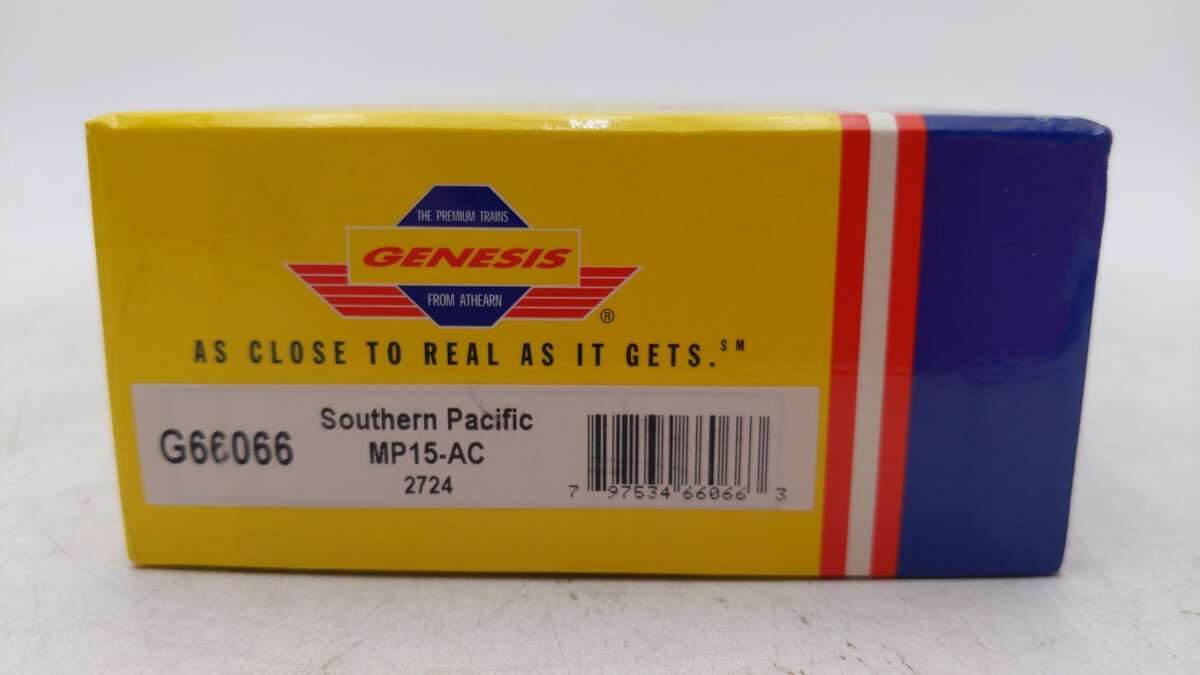 THE PREMIUM TRAINS
GENESIS
FROM ATHEARN
®
AS CLOSE TO REAL AS IT GETS.℠
G66066
Southern Pacific
MP15-AC
2724
7 97534 66066 3